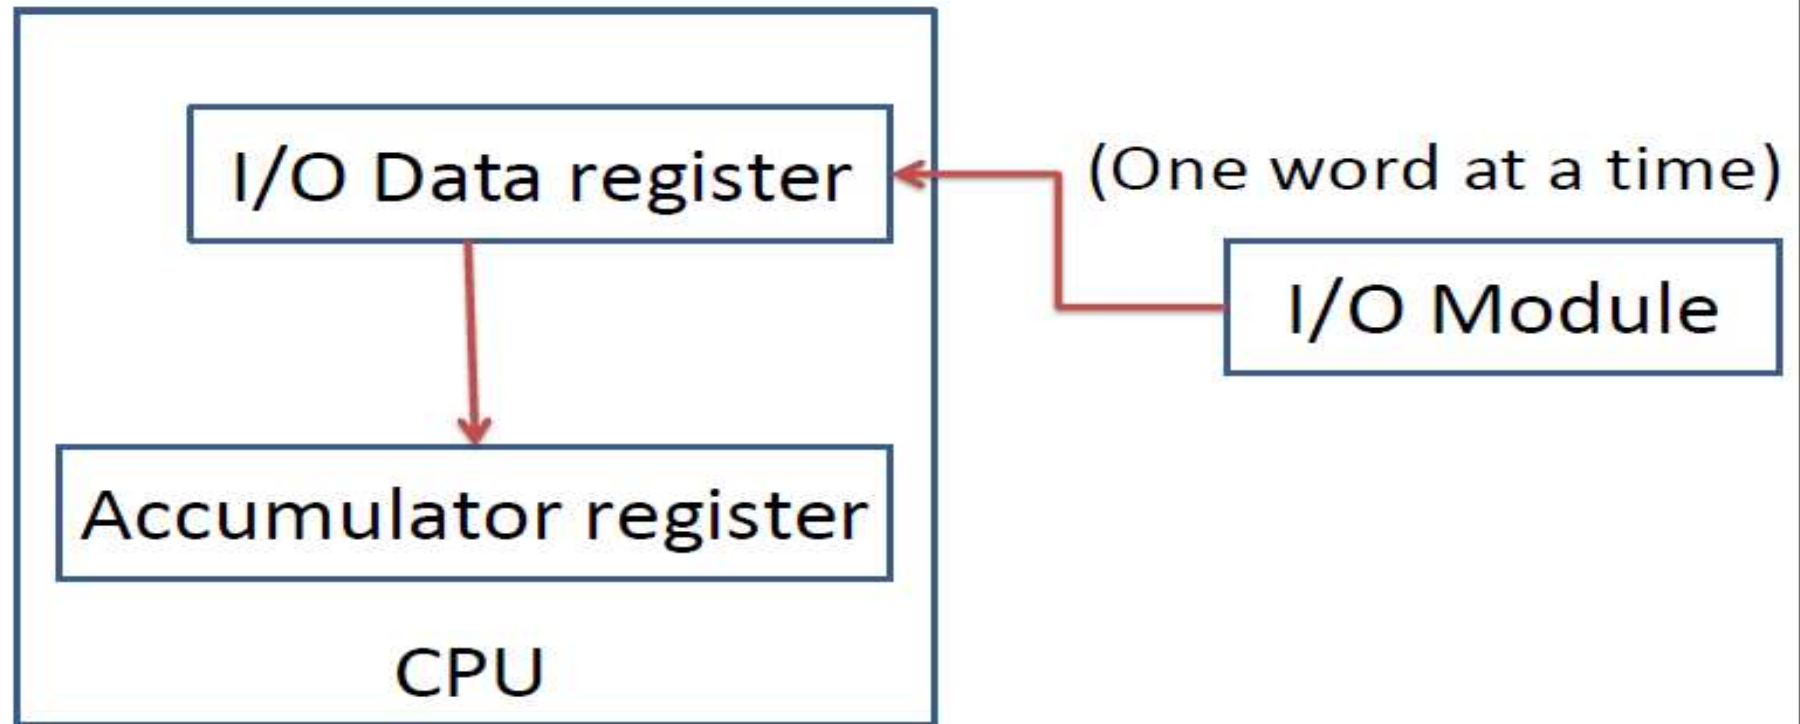 I/O Data register
(One word at a time)
I/O Module
Accumulator register
CPU